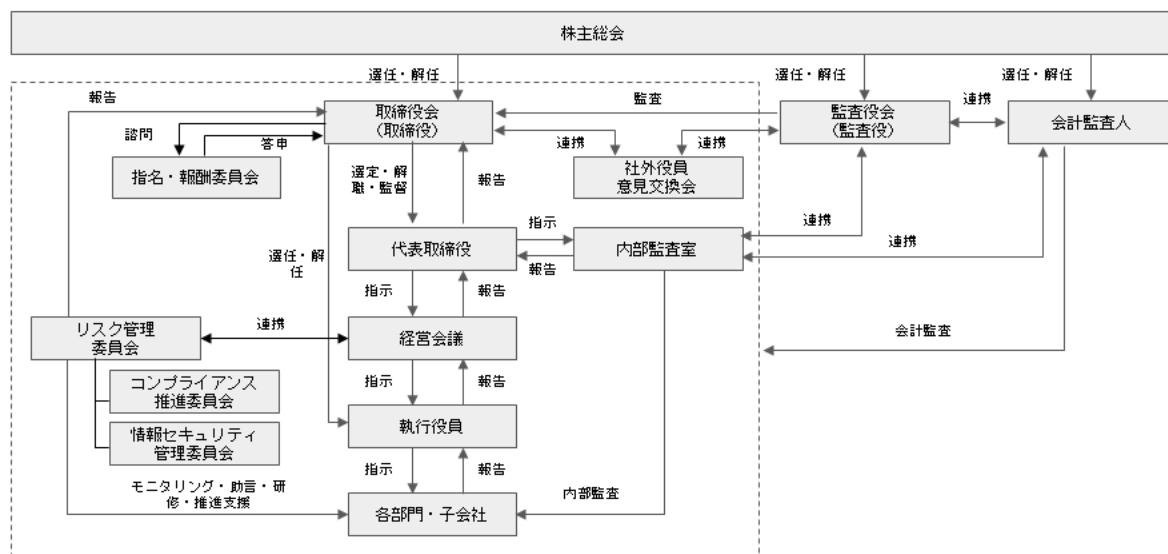 株主総会
選任・解任
選任・解任
選任・解任
報告
取締役会
(取締役)
監査
監査役会
(監査役)
連携
会計監査人
諮問
答申
連携
連携
指名・報酬委員会
社外役員
意見交換会
選定・解
職・監督
報告
指示
連携
代表取締役
内部監査室
連携
選任・解
任
報告
指示
報告
リスク管理
委員会
連携
経営会議
会計監査
コンプライアンス
推進委員会
指示
報告
執行役員
情報セキュリティ
管理委員会
指示
報告
モニタリング・助言・研
修・推進支援
内部監査
各部門・子会社